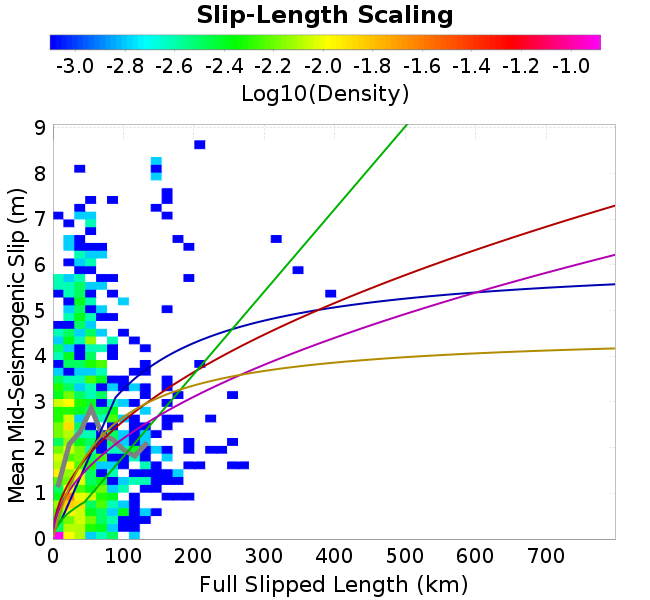 Slip-Length Scaling
-3.0 -2.8 -2.6 -2.4 -2.2 -2.0 -1.8 -1.6 -1.4 -1.2 -1.0
Log10(Density)
Mean Mid-Seismogenic Slip (m)
9
8
7
6
5
4
3
2
1
0
0 100 200 300 400 500 600 700
Full Slipped Length (km)